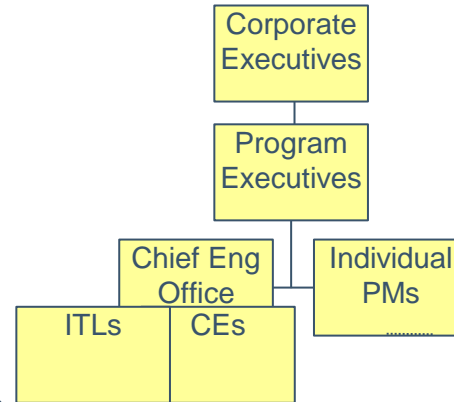 Corporate
Executives
Program
Executives
Chief Eng
Office
Individual
PMs
............
ITLs
CEs